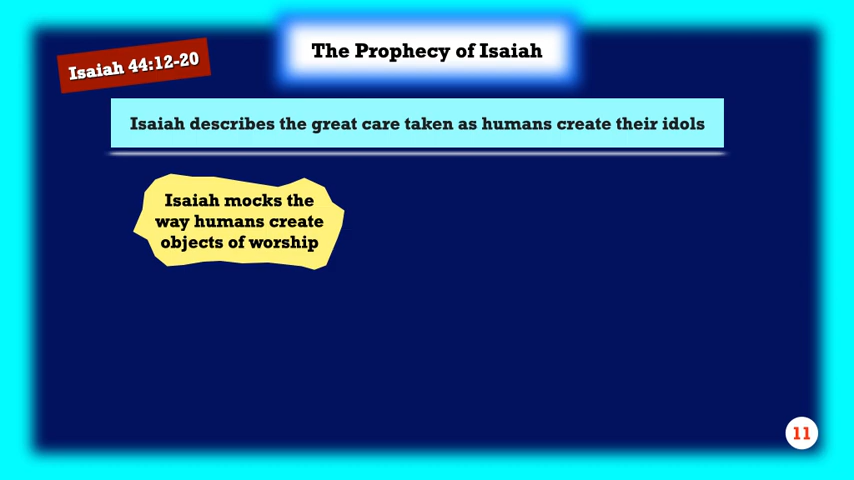 The Prophecy of Isaiah
Isaiah 44:12-20
Isaiah describes the great care taken as humans create their idols
Isaiah mocks the
way humans create
objects of worship
11